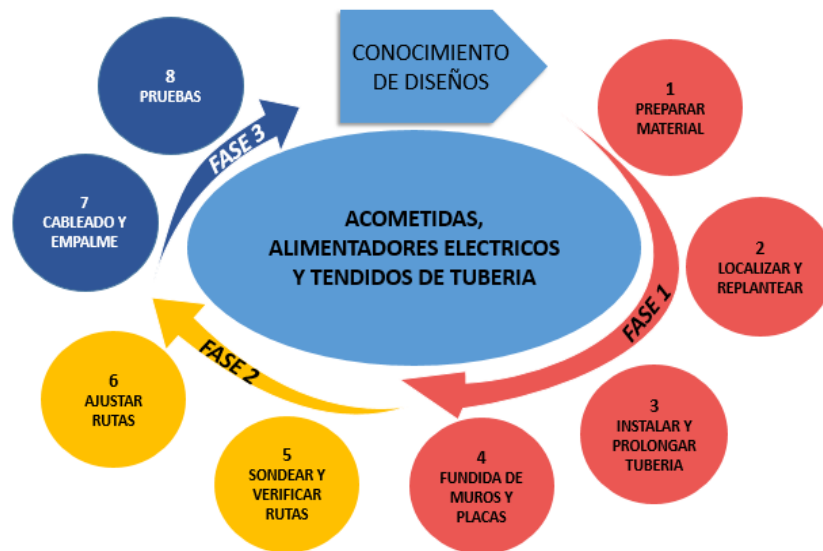 CONOCIMIENTO
DE DISEÑOS
1
PREPARAR
MATERIAL
2
LOCALIZAR Y
REPLANTEAR
3
INSTALAR Y
PROLONGAR
TUBERIA
4
FUNDIDA DE
MUROS Y
PLACAS
5
SONDEAR Y
VERIFICAR
RUTAS
6
AJUSTAR
RUTAS
7
CABLEADO Y
EMPALME
8
PRUEBAS
FASE 1
FASE 2
FASE 3
ACOMETIDAS,
ALIMENTADORES ELECTRICOS
Y TENDIDOS DE TUBERIA